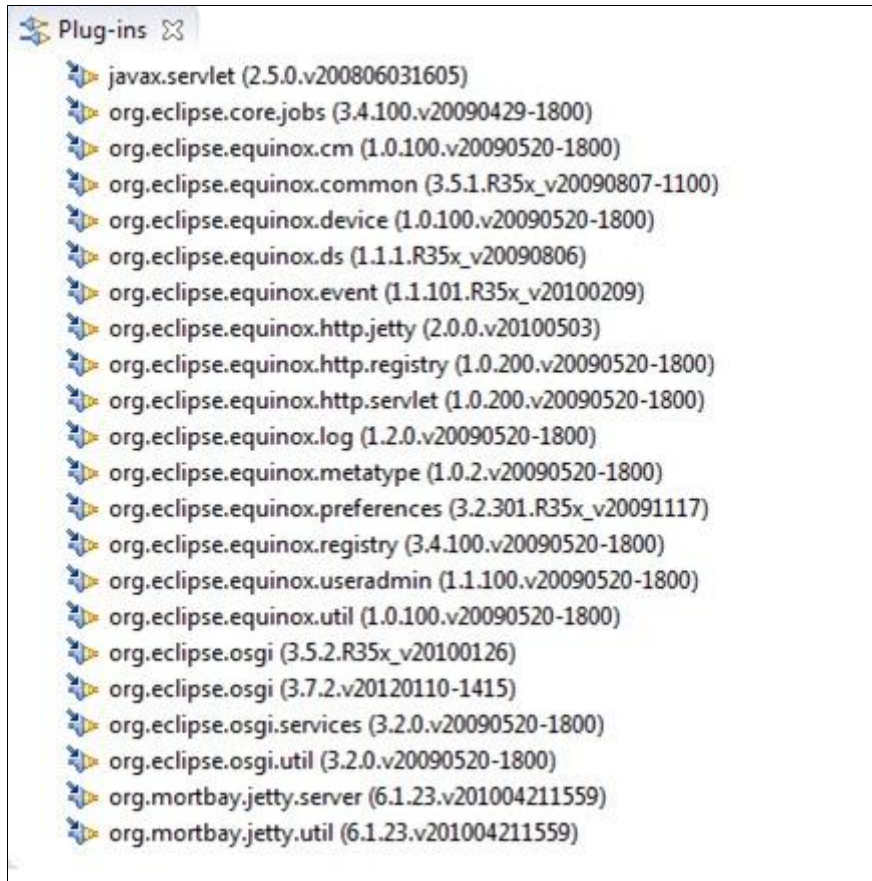 Plug-ins
javax.servlet (2.5.0.v200806031605)
org.eclipse.core.jobs (3.4.100.v20090429-1800)
org.eclipse.equinox.cm (1.0.100.v20090520-1800)
org.eclipse.equinox.common (3.5.1.R35x_v20090807-1100)
org.eclipse.equinox.device (1.0.100.v20090520-1800)
org.eclipse.equinox.ds (1.1.1.R35x_v20090806)
org.eclipse.equinox.event (1.1.101.R35x_v20100209)
org.eclipse.equinox.http.jetty (2.0.0.v20100503)
org.eclipse.equinox.http.registry (1.0.200.v20090520-1800)
org.eclipse.equinox.http.servlet (1.0.200.v20090520-1800)
org.eclipse.equinox.log (1.2.0.v20090520-1800)
org.eclipse.equinox.metatype (1.0.2.v20090520-1800)
org.eclipse.equinox.preferences (3.2.301.R35x_v20091117)
org.eclipse.equinox.registry (3.4.100.v20090520-1800)
org.eclipse.equinox.useradmin (1.1.100.v20090520-1800)
org.eclipse.equinox.util (1.0.100.v20090520-1800)
org.eclipse.osgi (3.5.2.R35x_v20100126)
org.eclipse.osgi (3.7.2.v20120110-1415)
org.eclipse.osgi.services (3.2.0.v20090520-1800)
org.eclipse.osgi.util (3.2.0.v20090520-1800)
org.mortbay.jetty.server (6.1.23.v201004211559)
org.mortbay.jetty.util (6.1.23.v201004211559)